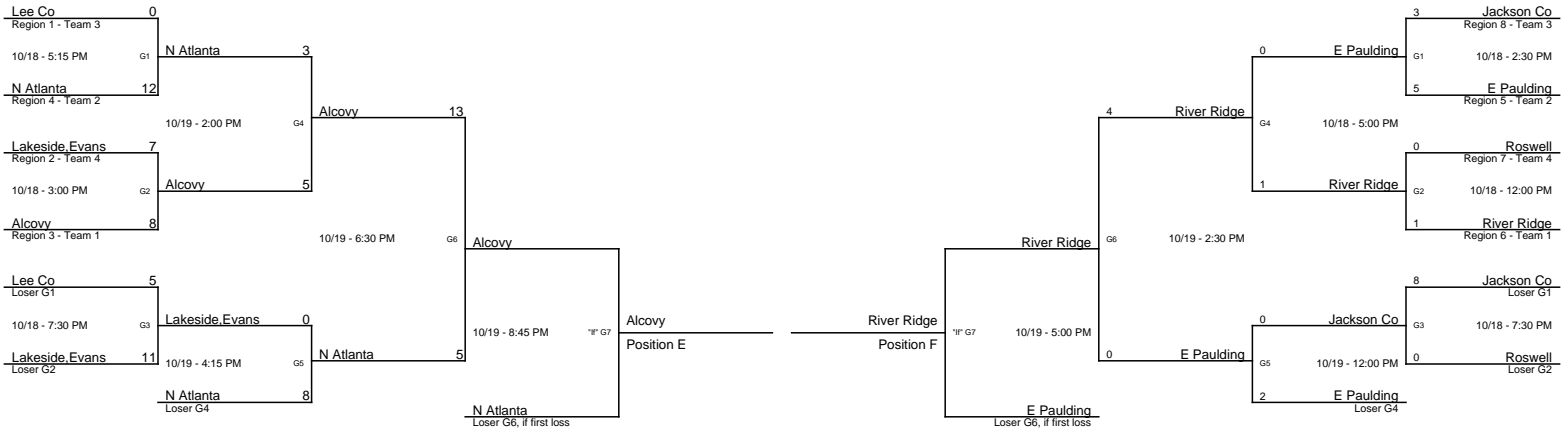 Lee Co 0
Region 1 - Team 3
10/18 - 5:15 PM G1
N Atlanta 3
N Atlanta 12
Region 4 - Team 2
10/19 - 2:00 PM G4
Alcovy 13
Lakeside,Evans 7
Region 2 - Team 4
10/18 - 3:00 PM G2
Alcovy 5
Alcovy 8
Region 3 - Team 1
10/19 - 6:30 PM G6
Alcovy
Lee Co 5
Loser G1
10/18 - 7:30 PM G3
Lakeside,Evans 0
Lakeside,Evans 11
Loser G2
10/19 - 4:15 PM G5
N Atlanta 5
N Atlanta 8
Loser G4
10/19 - 8:45 PM "If" G7
Alcovy
Position E
N Atlanta
Loser G6, if first loss
3 Jackson Co
Region 8 - Team 3
G1 10/18 - 2:30 PM
0 E Paulding
5 E Paulding
Region 5 - Team 2
G4 10/18 - 5:00 PM
4 River Ridge
0 Roswell
Region 7 - Team 4
G2 10/18 - 12:00 PM
1 River Ridge
1 River Ridge
Region 6 - Team 1
G6 10/19 - 2:30 PM
River Ridge
8 Jackson Co
Loser G1
G3 10/18 - 7:30 PM
0 Jackson Co
0 Roswell
Loser G2
G5 10/19 - 12:00 PM
0 E Paulding
2 E Paulding
Loser G4
"If" G7 10/19 - 5:00 PM
River Ridge
Position F
E Paulding
Loser G6, if first loss